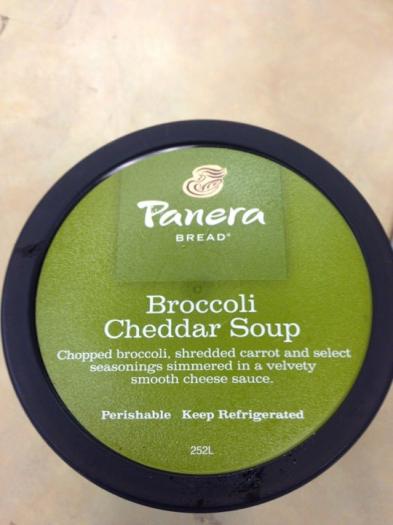 Panera
BREAD®
Broccoli
Cheddar Soup
Chopped broccoli, shredded carrot and select
seasonings simmered in a velvety
smooth cheese sauce.
Perishable Keep Refrigerated
252L